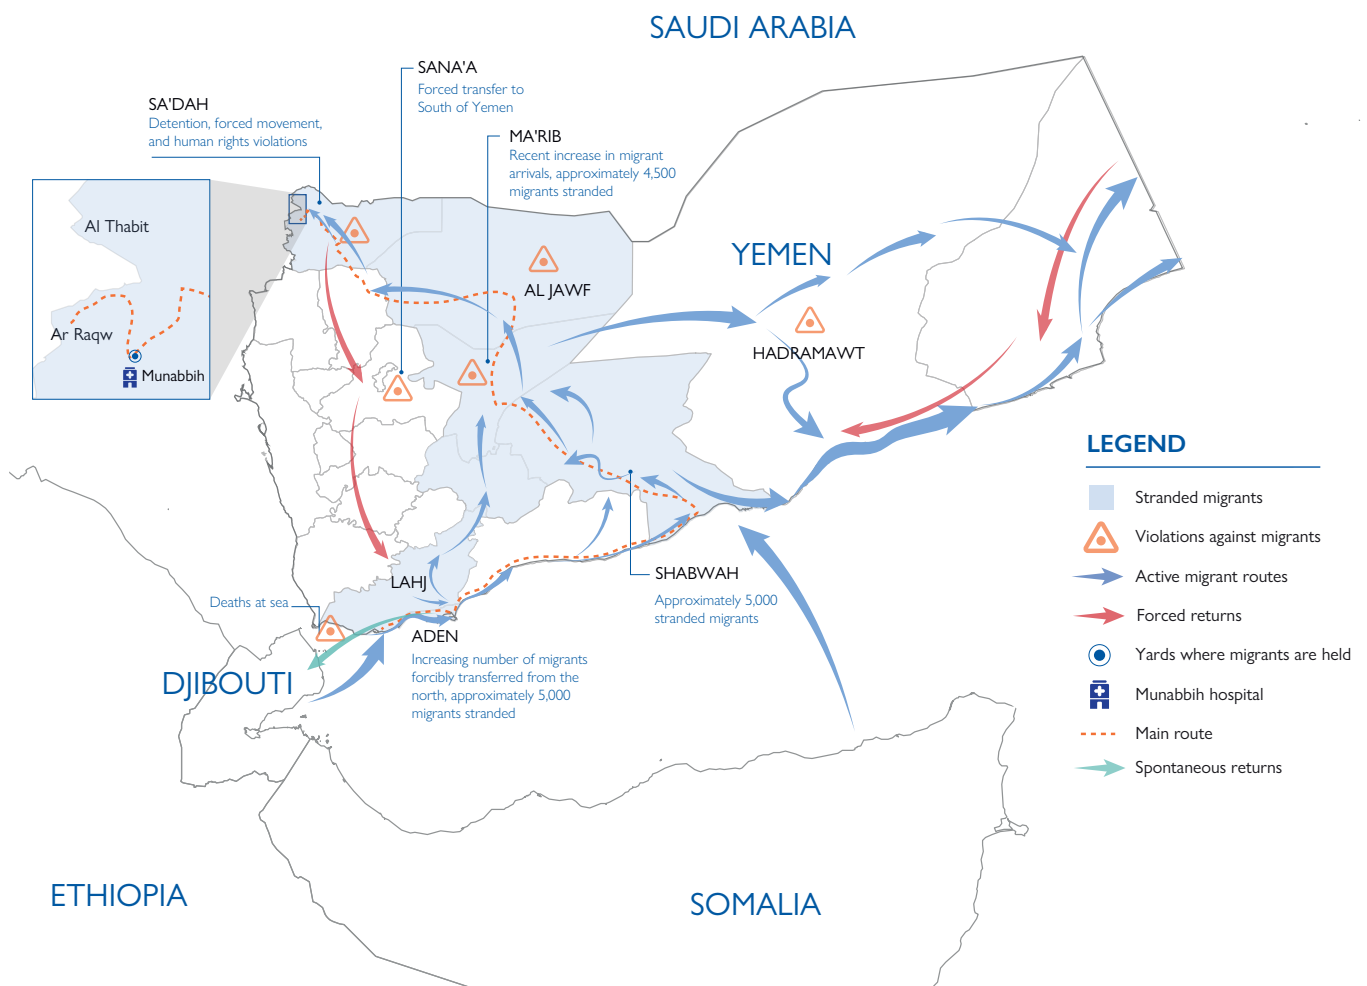 SAUDI ARABIA
SANA'A
Forced transfer to
South of Yemen
SA'DAH
Detention, forced movement,
and human rights violations
MA'RIB
Recent increase in migrant
arrivals, approximately 4,500
migrants stranded
Al Thabit
Ar Raqw
Munabbih
YEMEN
AL JAWF
HADRAMAWT
LAHJ
SHABWAH
Approximately 5,000
stranded migrants
Deaths at sea
ADEN
Increasing number of migrants
forcibly transferred from the
north, approximately 5,000
migrants stranded
DJIBOUTI
ETHIOPIA
SOMALIA
LEGEND
Stranded migrants
Violations against migrants
Active migrant routes
Forced returns
Yards where migrants are held
Munabbih hospital
Main route
Spontaneous returns